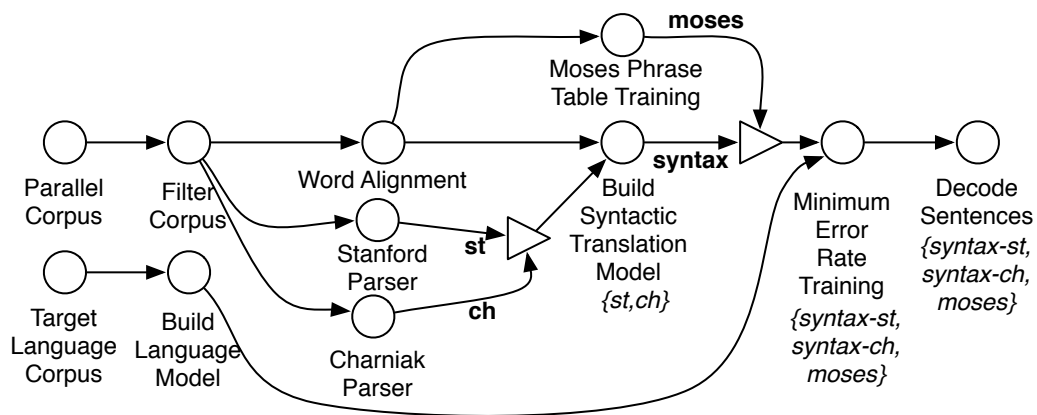 moses
Moses Phrase
Table Training
Parallel
Corpus
Filter
Corpus
Word Alignment
syntax
Stanford
Parser
st
Build
Syntactic
Translation
Model
{st,ch}
Minimum
Error
Rate
Training
{syntax-st,
syntax-ch,
moses}
Decode
Sentences
{syntax-st,
syntax-ch,
moses}
Target
Language
Corpus
Build
Language
Model
ch
Charniak
Parser